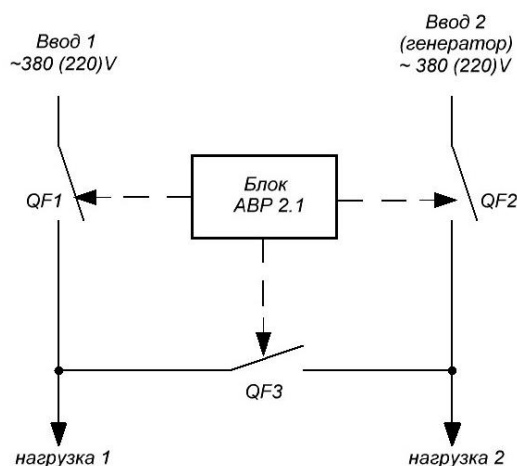 Ввод 1
~380 (220)V
Ввод 2
(генератор)
~ 380 (220)V
QF1
Блок
АВР 2.1
QF2
QF3
нагрузка 1
нагрузка 2